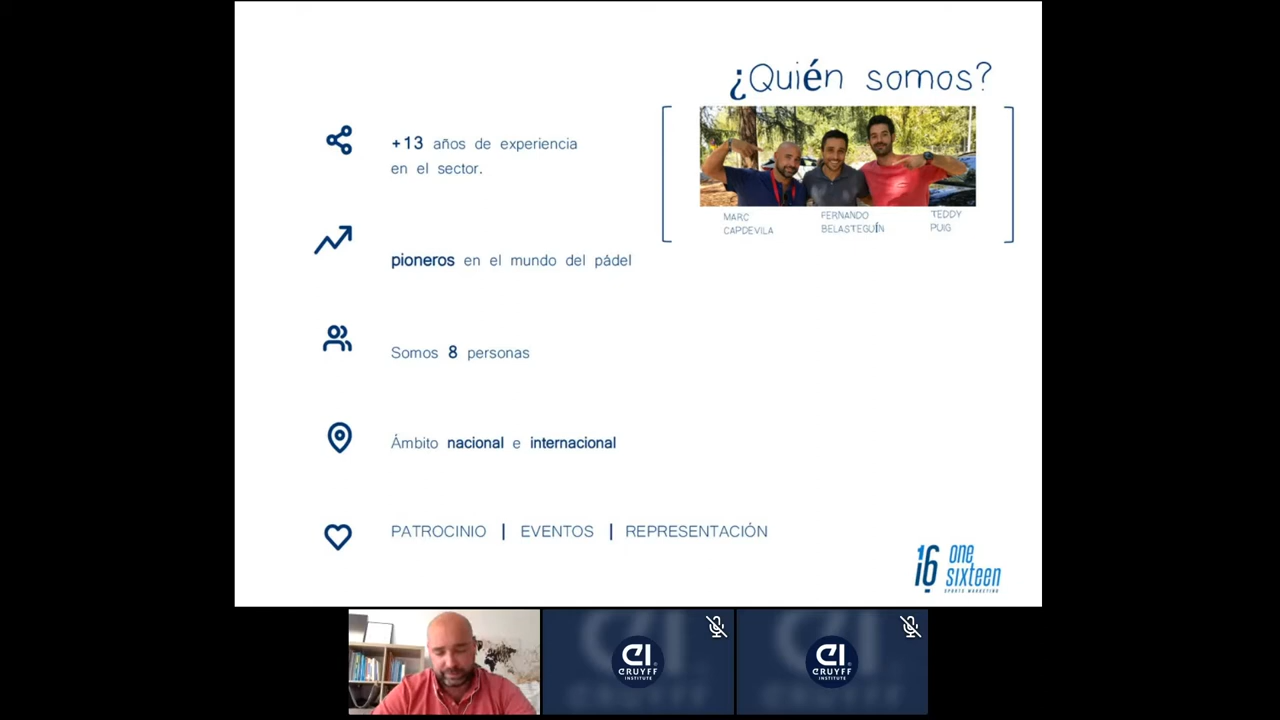 ¿Quién somos?
MARC
CAPDEVILA
FERNANDO
BELASTEGUÍN
TEDDY
PUIG
+13 años de experiencia
en el sector.
pioneros en el mundo del pádel
Somos 8 personas
Ámbito nacional e internacional
PATROCINIO | EVENTOS | REPRESENTACIÓN
16 one
sixteen
SPORTS MARKETING
CI
CRUYFF
INSTITUTE
CI
CRUYFF
INSTITUTE